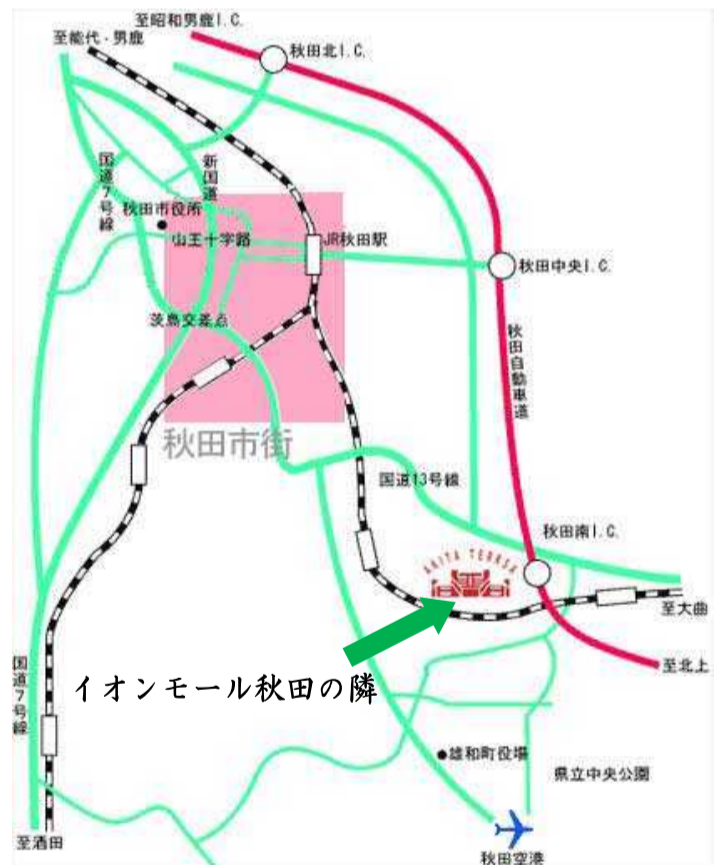 至昭和男鹿I.C.
至能代・男鹿
秋田北I.C.
国道7号線
新国道
秋田市役所
山王十字路
JR秋田駅
秋田中央I.C.
茨島交差点
秋田自動車道
秋田市街
国道13号線
秋田南I.C.
AKITA TERRSA
至大曲
至北上
イオンモール秋田の隣
国道7号線
雄和町役場
県立中央公園
至酒田
秋田空港